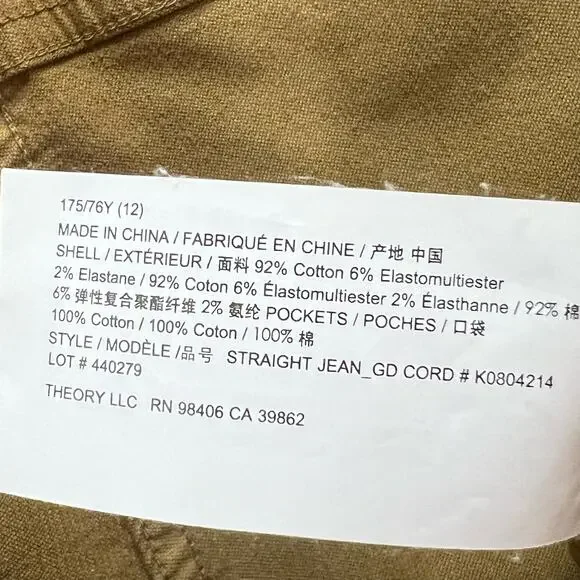 175/76Y (12)
MADE IN CHINA / FABRIQUÉ EN CHINE / 产地 中国
SHELL / EXTÉRIEUR / 面料 92% Cotton 6% Elastomultiester
2% Elastane / 92% Coton 6% Élastomultiester 2% Élasthanne / 92% 棉
6% 弹性复合聚酯纤维 2% 氨纶 POCKETS / POCHES / 口袋
100% Cotton / 100% Coton / 100% 棉
STYLE / MODÈLE /品号 STRAIGHT JEAN_GD CORD # K0804214
LOT # 440279
THEORY LLC RN 98406 CA 39862